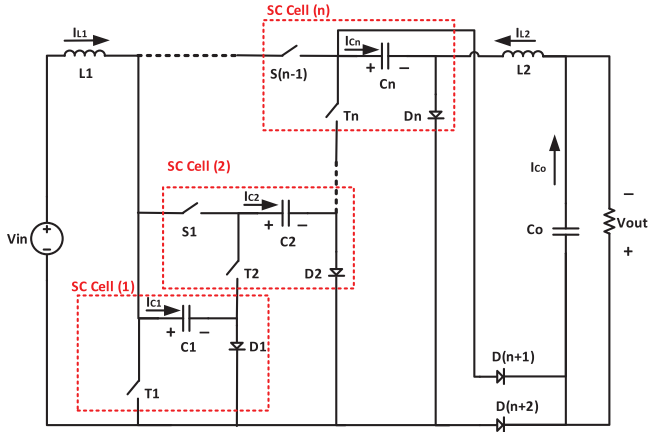 SC Cell (n)
IL1
ICn
IL2
L1
S(n-1)
+ −
Cn
L2
Tn
Dn
SC Cell (2)
IC2
ICo
S1
+ −
C2
−
Co
Vout
+
Vin
+
−
T2
D2
SC Cell (1)
IC1
+ −
C1
D1
T1
D(n+1)
D(n+2)